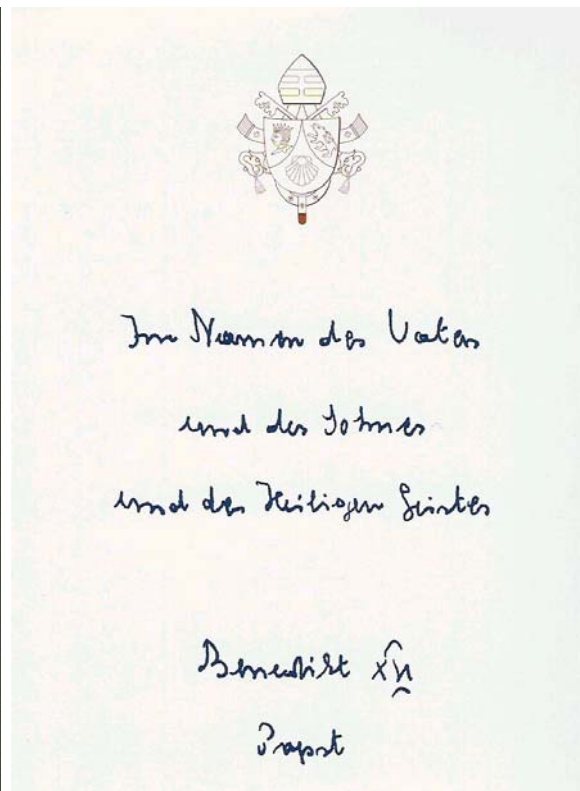 Im Namen des Vaters
und des Sohnes
und des Heiligen Geistes
Benedikt XVI
Papst